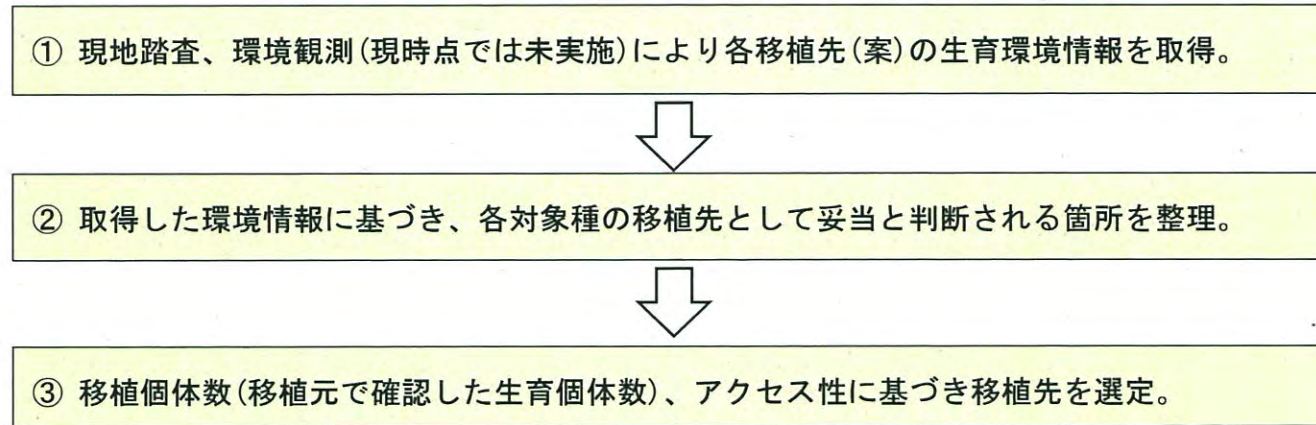 ① 現地踏査、環境観測(現時点では未実施)により各移植先(案)の生育環境情報を取得。
② 取得した環境情報に基づき、各対象種の移植先として妥当と判断される箇所を整理。
③ 移植個体数(移植元で確認した生育個体数)、アクセス性に基づき移植先を選定。